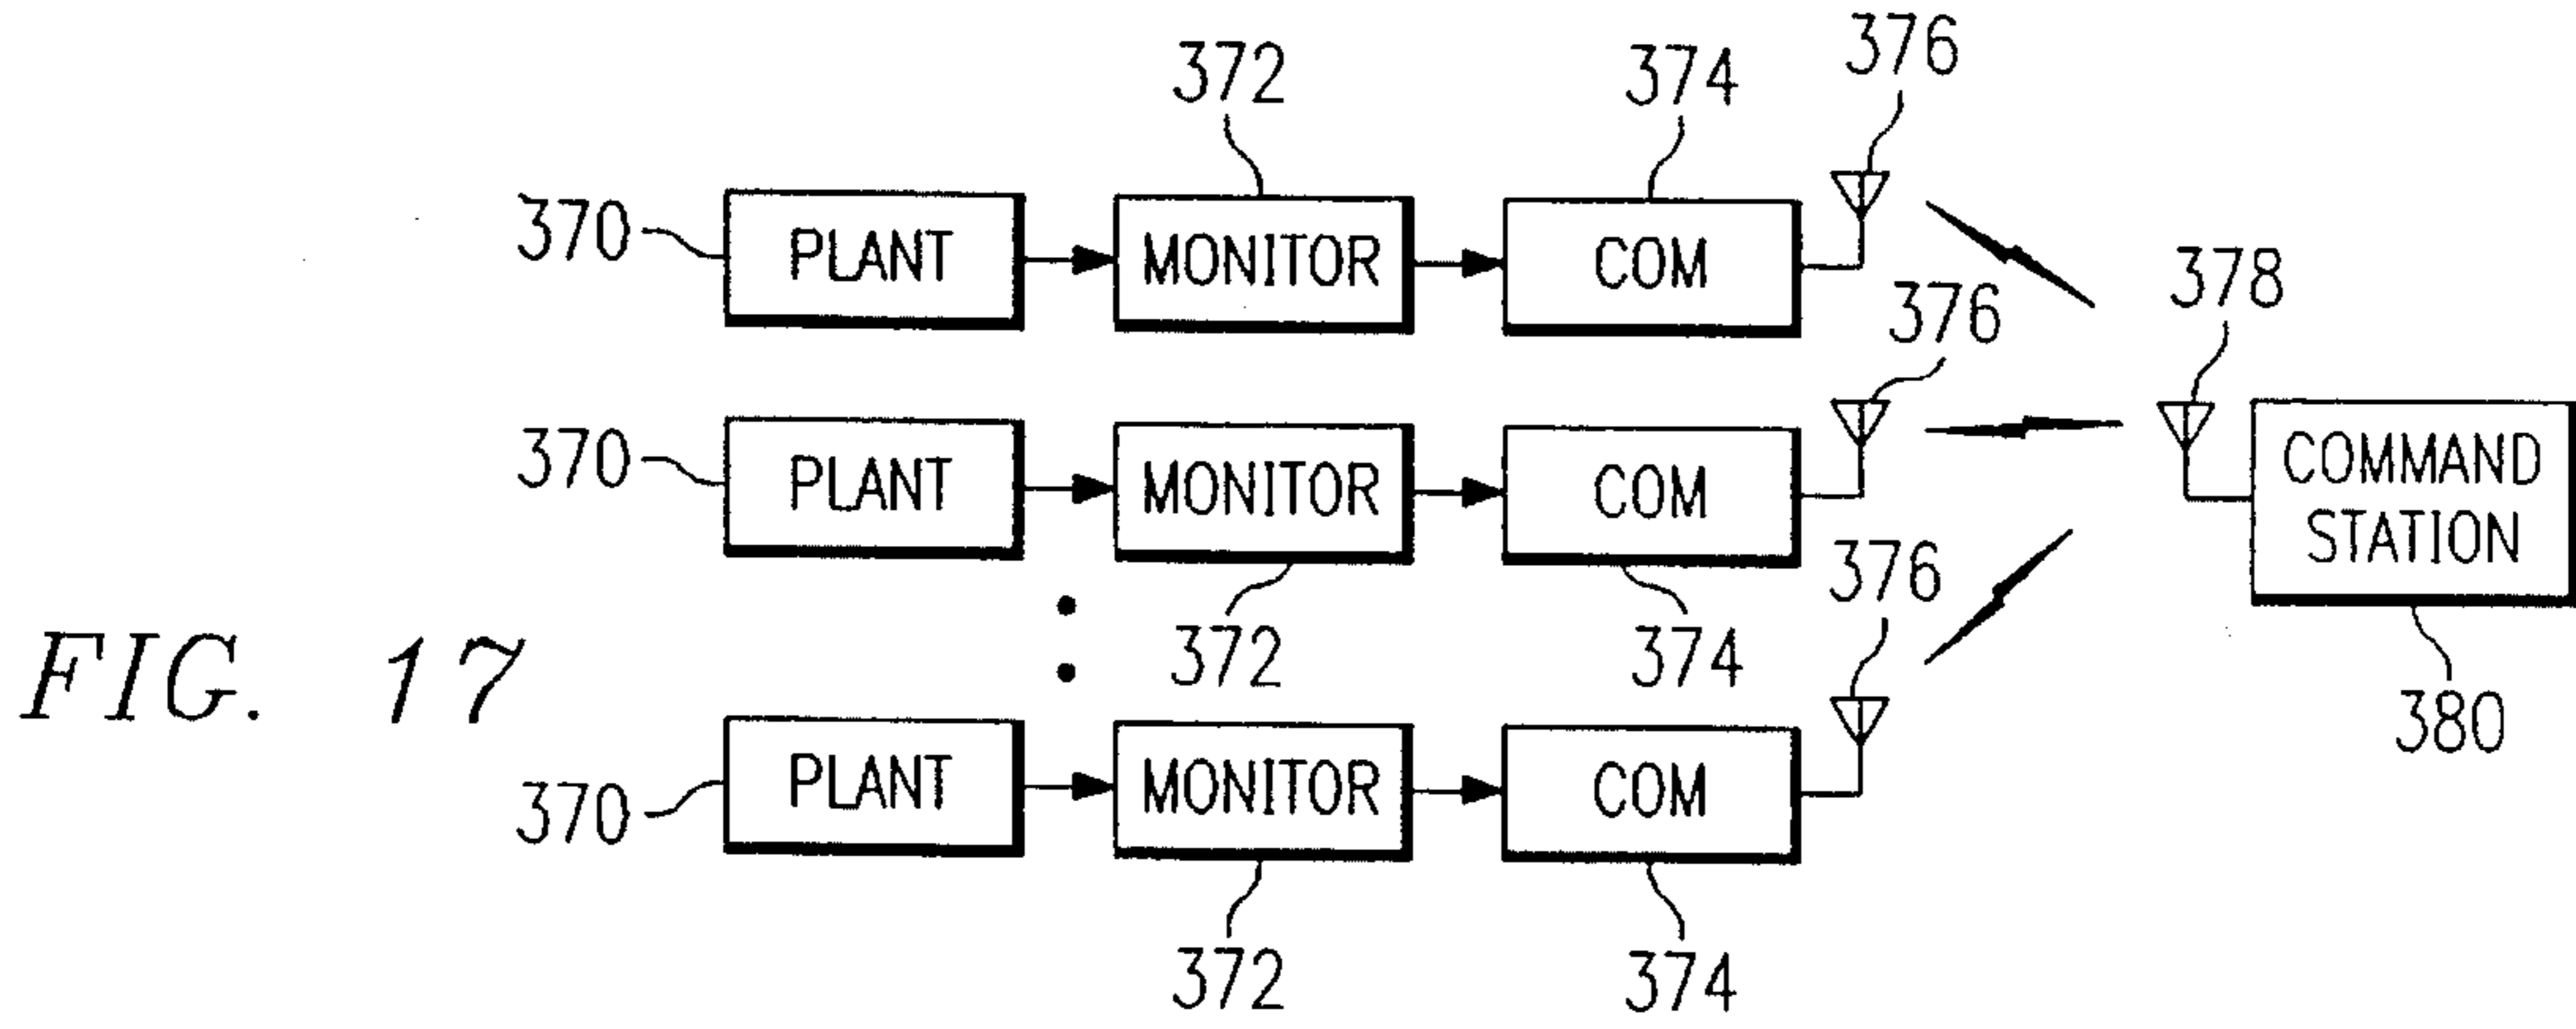 376
372
374
370
PLANT
MONITOR
COM
378
376
370
PLANT
MONITOR
COM
COMMAND
STATION
376
372
374
FIG. 17
380
370
PLANT
MONITOR
COM
372
374